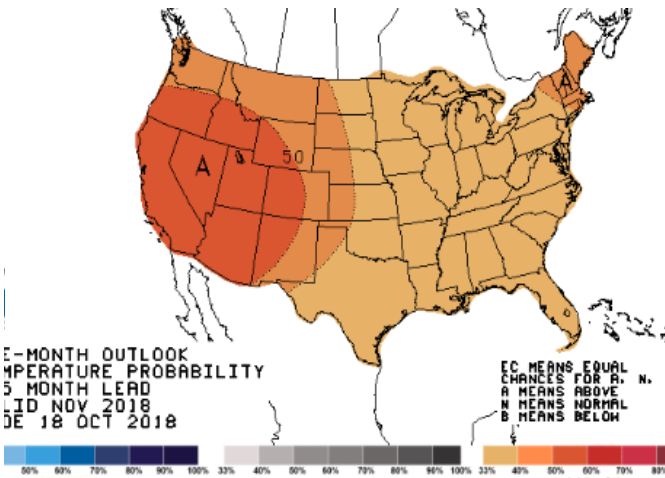 A
50
A
E-MONTH OUTLOOK
MPERATURE PROBABILITY
5 MONTH LEAD
LID NOV 2018
DE 18 OCT 2018
EC MEANS EQUAL
CHANCES FOR A, N,
A MEANS ABOVE
N MEANS NORMAL
B MEANS BELOW
50% 60% 70% 80% 90% 100% 33% 40% 50% 60% 70% 80% 90% 100% 33% 40% 50% 60% 70% 80%